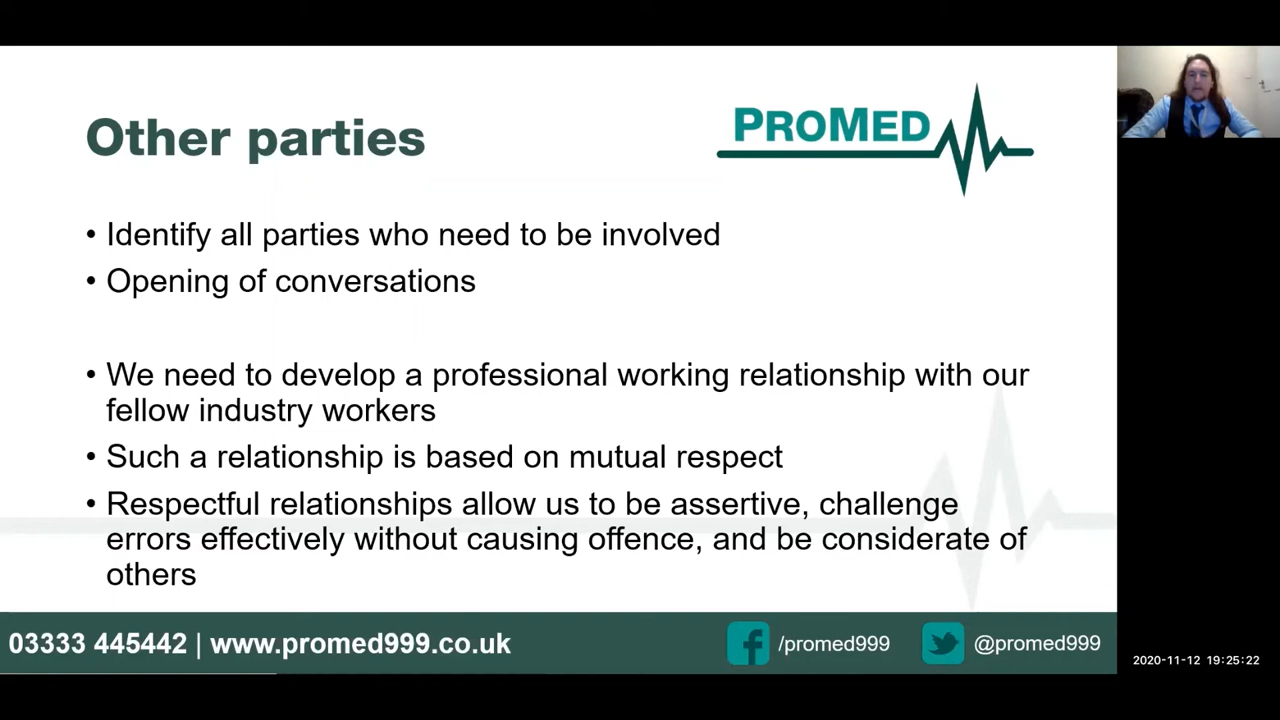 Other parties
PROMED
• Identify all parties who need to be involved
• Opening of conversations
• We need to develop a professional working relationship with our
fellow industry workers
• Such a relationship is based on mutual respect
• Respectful relationships allow us to be assertive, challenge
errors effectively without causing offence, and be considerate of
others
03333 445442 | www.promed999.co.uk
/promed999
@promed999
2020-11-12 19:25:22